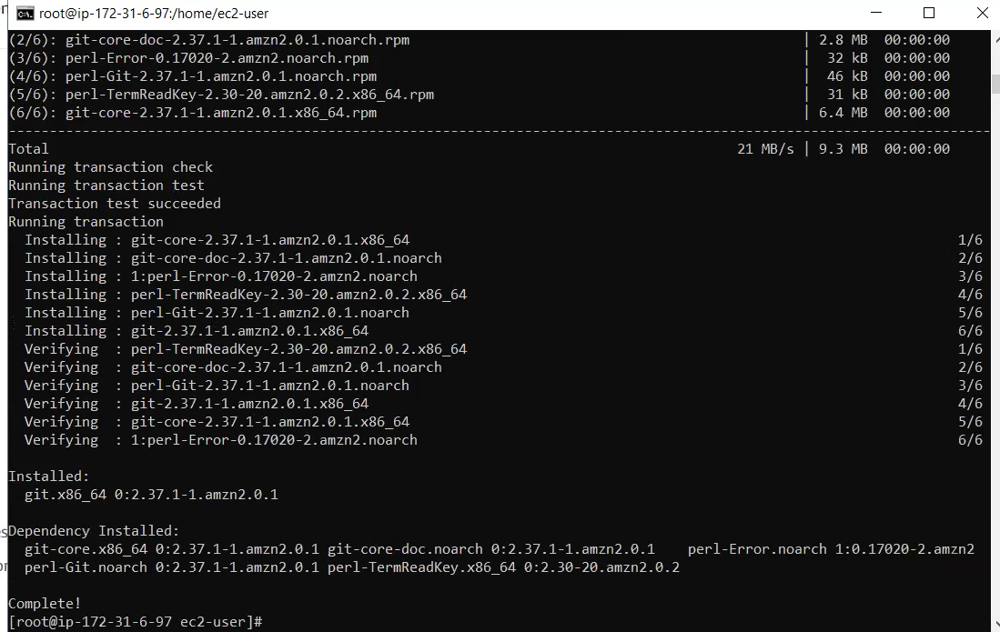 root@ip-172-31-6-97:/home/ec2-user
(2/6): git-core-doc-2.37.1-1.amzn2.0.1.noarch.rpm | 2.8 MB 00:00:00
(3/6): perl-Error-0.17020-2.amzn2.noarch.rpm | 32 kB 00:00:00
(4/6): perl-Git-2.37.1-1.amzn2.0.1.noarch.rpm | 46 kB 00:00:00
(5/6): perl-TermReadKey-2.30-20.amzn2.0.2.x86_64.rpm | 31 kB 00:00:00
(6/6): git-core-2.37.1-1.amzn2.0.1.x86_64.rpm | 6.4 MB 00:00:00
--------------------------------------------------------------------------------
Total 21 MB/s | 9.3 MB 00:00:00
Running transaction check
Running transaction test
Transaction test succeeded
Running transaction
Installing : git-core-2.37.1-1.amzn2.0.1.x86_64 1/6
Installing : git-core-doc-2.37.1-1.amzn2.0.1.noarch 2/6
Installing : 1:perl-Error-0.17020-2.amzn2.noarch 3/6
Installing : perl-TermReadKey-2.30-20.amzn2.0.2.x86_64 4/6
Installing : perl-Git-2.37.1-1.amzn2.0.1.noarch 5/6
Installing : git-2.37.1-1.amzn2.0.1.x86_64 6/6
Verifying : perl-TermReadKey-2.30-20.amzn2.0.2.x86_64 1/6
Verifying : git-core-doc-2.37.1-1.amzn2.0.1.noarch 2/6
Verifying : perl-Git-2.37.1-1.amzn2.0.1.noarch 3/6
Verifying : git-2.37.1-1.amzn2.0.1.x86_64 4/6
Verifying : git-core-2.37.1-1.amzn2.0.1.x86_64 5/6
Verifying : 1:perl-Error-0.17020-2.amzn2.noarch 6/6
Installed:
git.x86_64 0:2.37.1-1.amzn2.0.1
Dependency Installed:
git-core.x86_64 0:2.37.1-1.amzn2.0.1 git-core-doc.noarch 0:2.37.1-1.amzn2.0.1 perl-Error.noarch 1:0.17020-2.amzn2
perl-Git.noarch 0:2.37.1-1.amzn2.0.1 perl-TermReadKey.x86_64 0:2.30-20.amzn2.0.2
Complete!
[root@ip-172-31-6-97 ec2-user]#